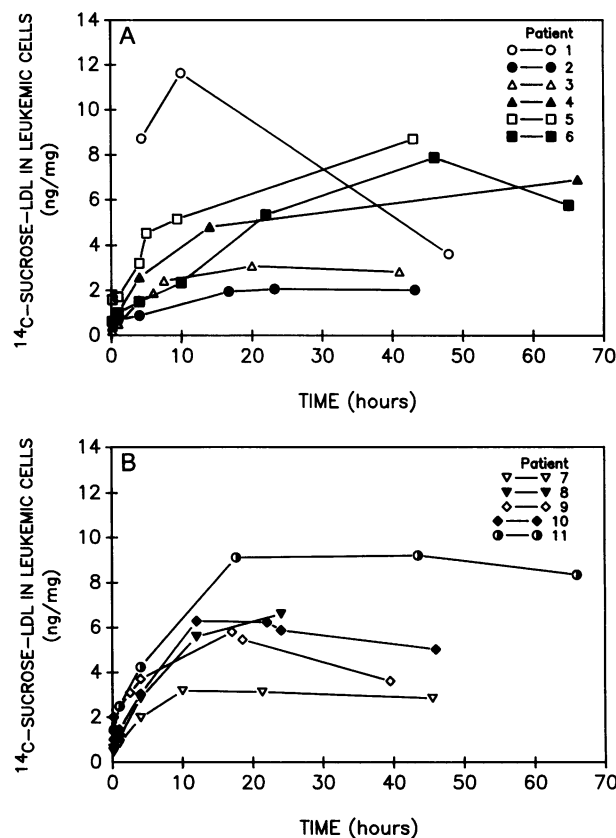 A
14
12
10
8
6
4
2
0
0 10 20 30 40 50 60 70
¹⁴C-SUCROSE-LDL IN LEUKEMIC CELLS
(ng/mg)
TIME (hours)
Patient
1
2
3
4
5
6
B
14
12
10
8
6
4
2
0
0 10 20 30 40 50 60 70
¹⁴C-SUCROSE-LDL IN LEUKEMIC CELLS
(ng/mg)
TIME (hours)
Patient
7
8
9
10
11